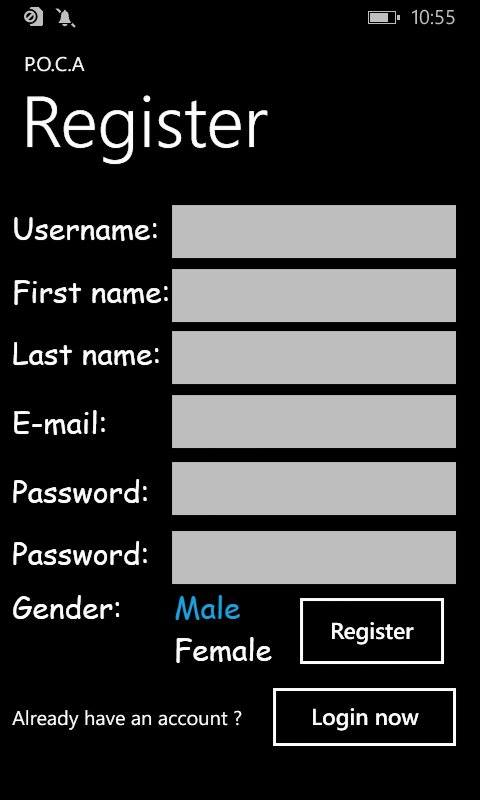 10:55
P.O.C.A
Register
Username:
First name:
Last name:
E-mail:
Password:
Password:
Gender: Male
Female
Register
Already have an account ? Login now